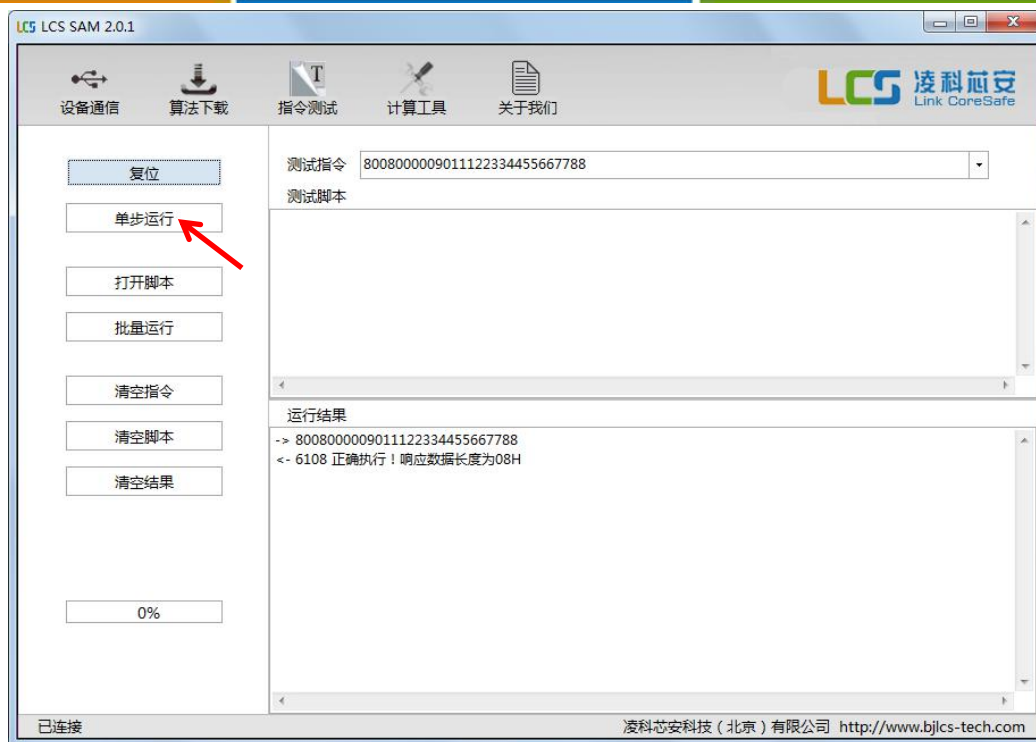 LCS LCS SAM 2.0.1
设备通信 算法下载 指令测试 计算工具 关于我们
LCS 凌科芯安
Link CoreSafe
复位
测试指令 80080000090111223344556​67788
测试脚本
单步运行
打开脚本
批量运行
清空指令
清空脚本
清空结果
运行结果
-> 8008000009011122334455667788
<- 6108 正确执行！响应数据长度为08H
0%
已连接 凌科芯安科技（北京）有限公司 http://www.bjlcs-tech.com